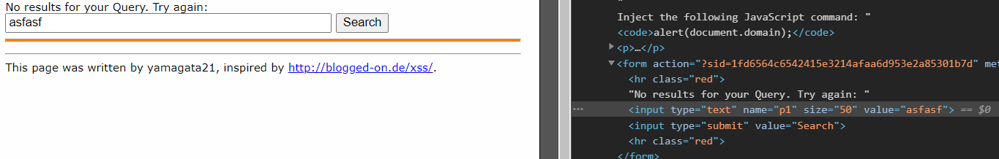 No results for your Query. Try again:
asfasf Search
This page was written by yamagata21, inspired by http://blogged-on.de/xss/.
"
Inject the following JavaScript command: "
<code>alert(document.domain);</code>
<p>…</p>
<form action="?sid=1fd6564c6542415e3214afaa6d953e2a85301b7d" met
<hr class="red">
"No results for your Query. Try again: "
<input type="text" name="p1" size="50" value="asfasf"> == $0
<input type="submit" value="Search">
<hr class="red">
</form>